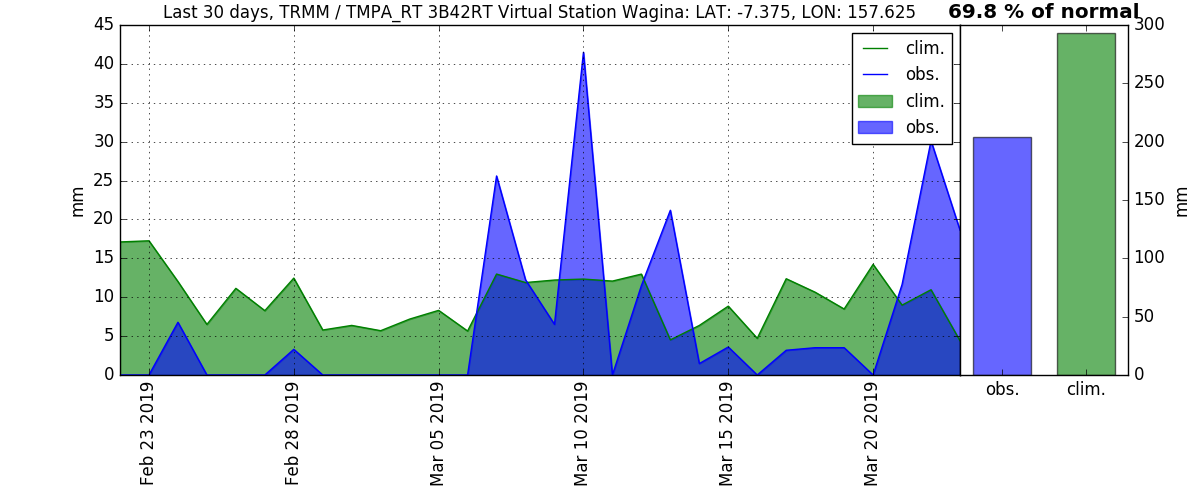 Last 30 days, TRMM / TMPA_RT 3B42RT Virtual Station Wagina: LAT: -7.375, LON: 157.625
69.8 % of normal
45
40
35
30
25
20
15
10
5
0
mm
clim.
obs.
clim.
obs.
300
250
200
150
100
50
0
mm
obs.
clim.
Feb 23 2019
Feb 28 2019
Mar 05 2019
Mar 10 2019
Mar 15 2019
Mar 20 2019